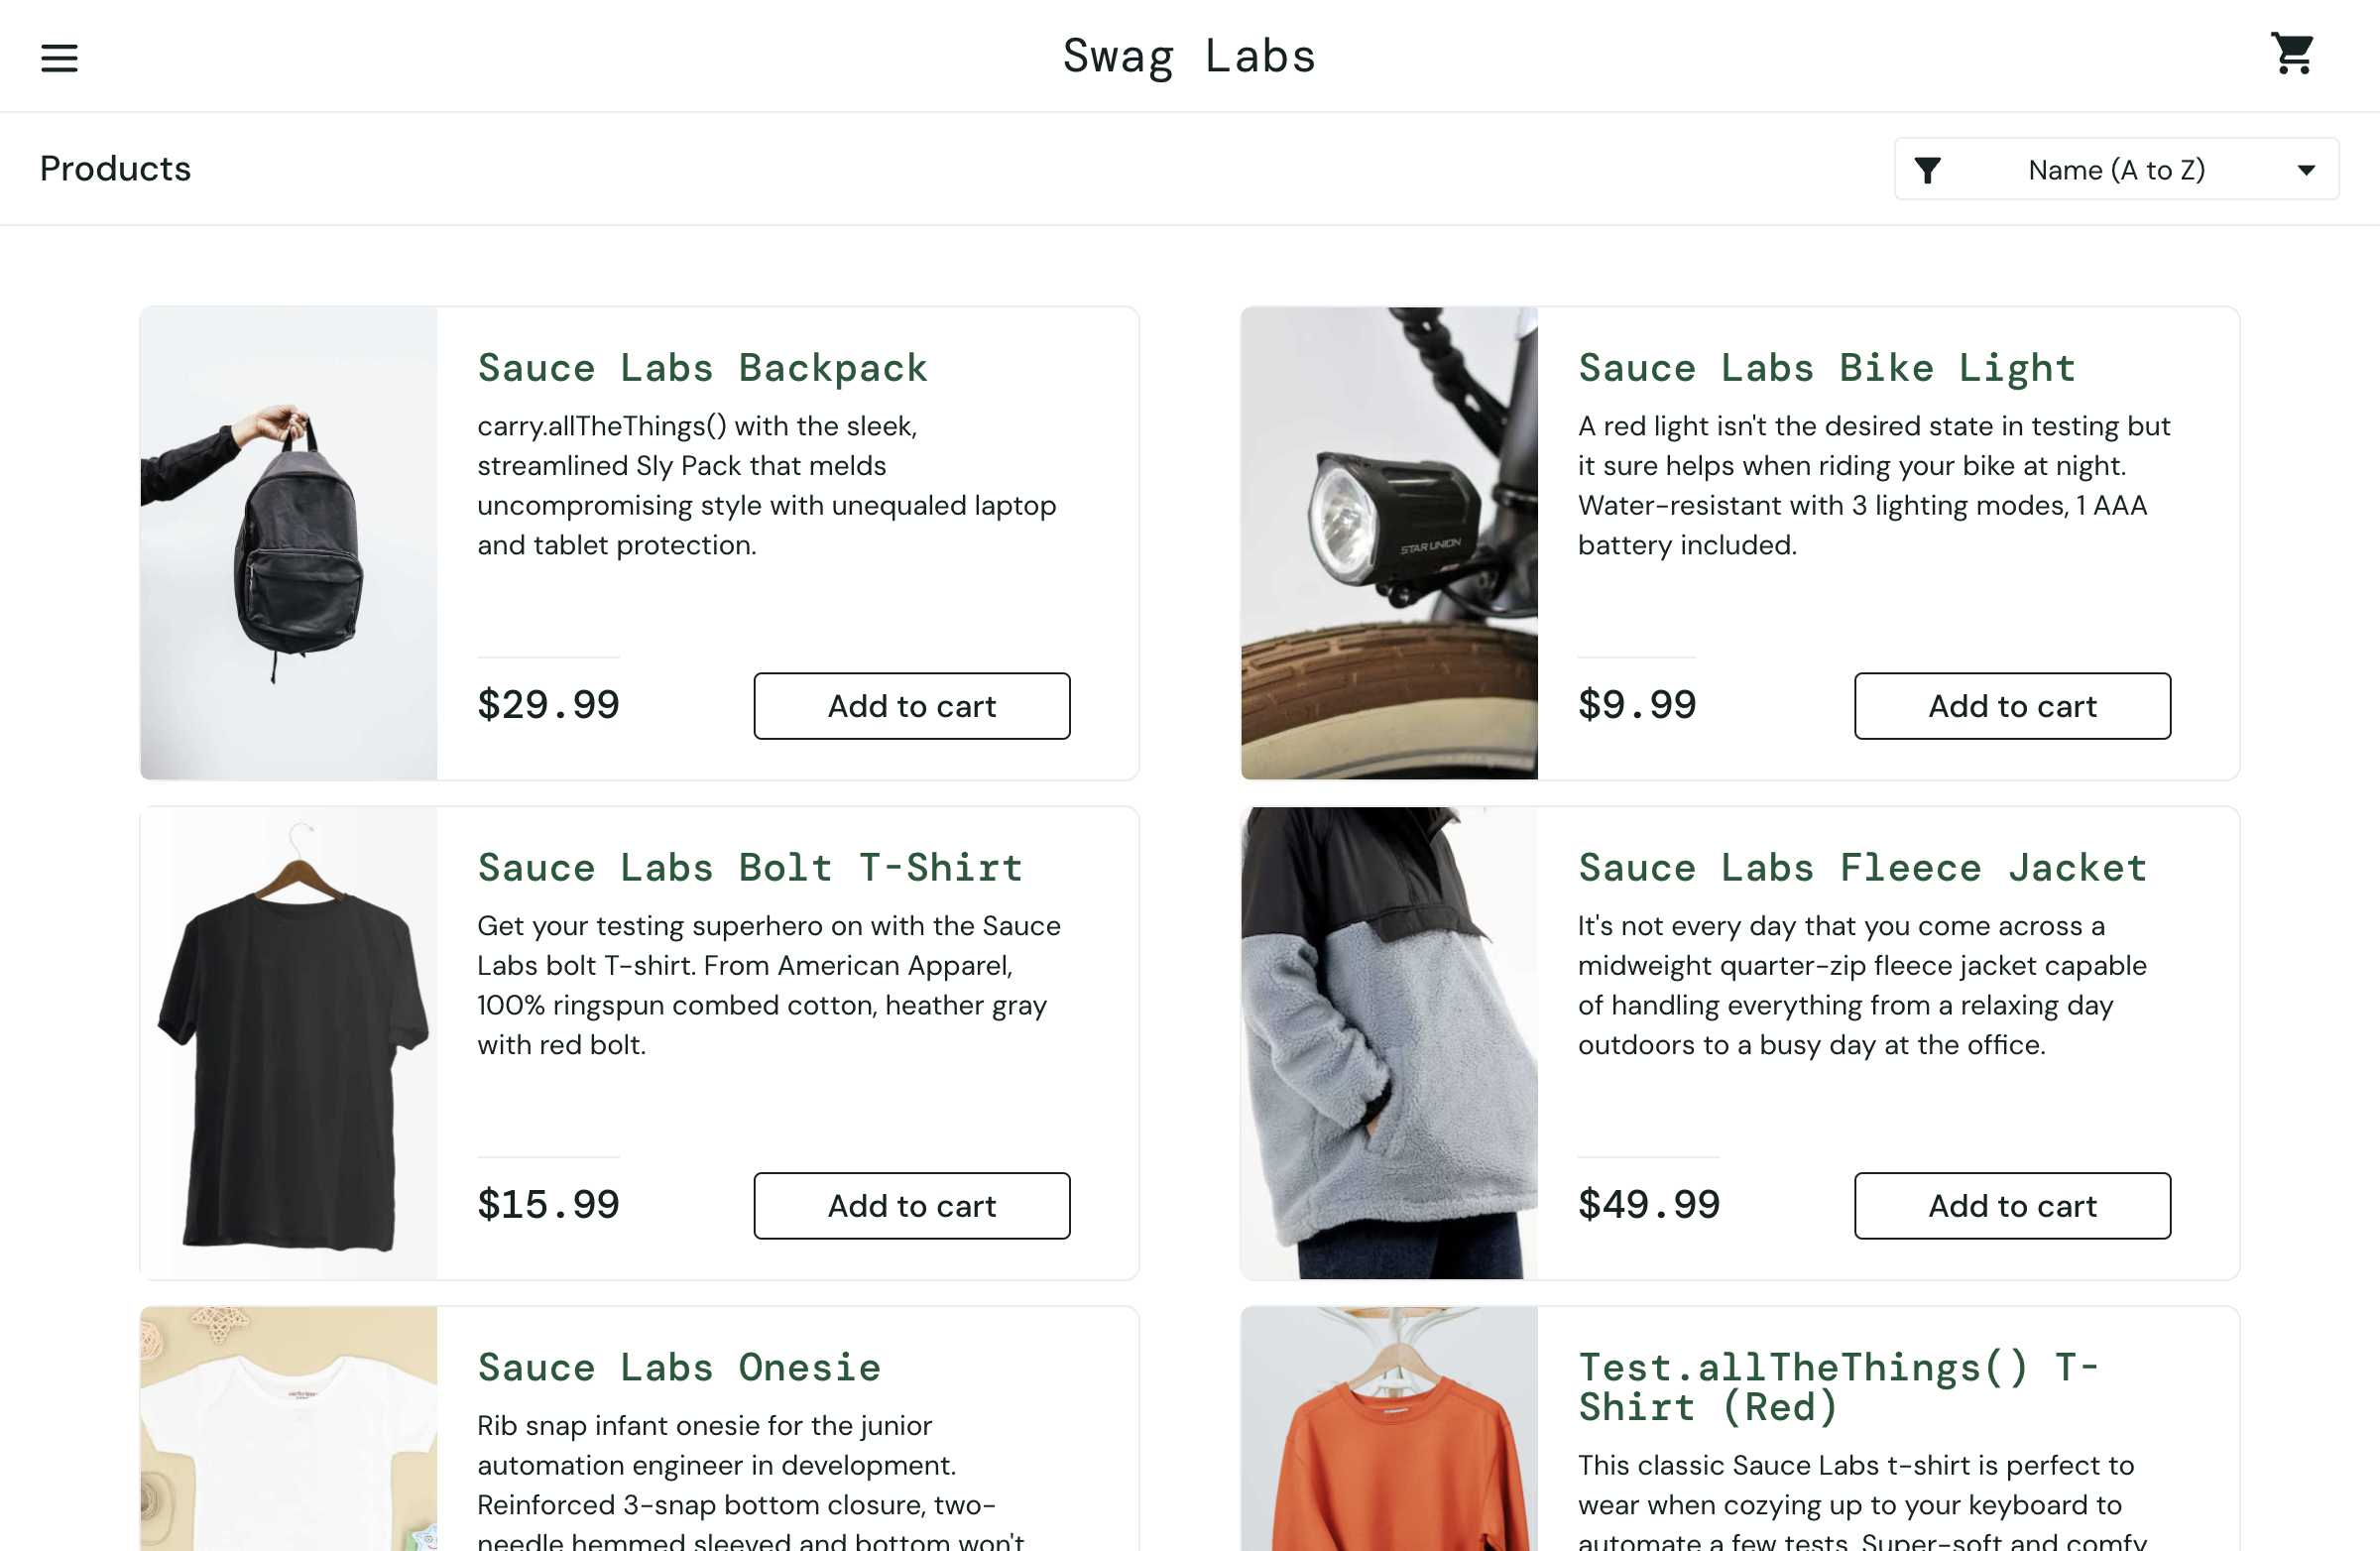 Swag Labs
Products
Name (A to Z)
Sauce Labs Backpack
carry.allTheThings() with the sleek,
streamlined Sly Pack that melds
uncompromising style with unequaled laptop
and tablet protection.
$29.99
Add to cart
Sauce Labs Bike Light
A red light isn't the desired state in testing but
it sure helps when riding your bike at night.
Water-resistant with 3 lighting modes, 1 AAA
battery included.
STAR UNION
$9.99
Add to cart
Sauce Labs Bolt T-Shirt
Get your testing superhero on with the Sauce
Labs bolt T-shirt. From American Apparel,
100% ringspun combed cotton, heather gray
with red bolt.
$15.99
Add to cart
Sauce Labs Fleece Jacket
It's not every day that you come across a
midweight quarter-zip fleece jacket capable
of handling everything from a relaxing day
outdoors to a busy day at the office.
$49.99
Add to cart
Sauce Labs Onesie
Rib snap infant onesie for the junior
automation engineer in development.
Reinforced 3-snap bottom closure, two-
needle hemmed sleeved and bottom won't
Test.allTheThings() T-
Shirt (Red)
This classic Sauce Labs t-shirt is perfect to
wear when cozying up to your keyboard to
automate a few tests. Super-soft and comfy